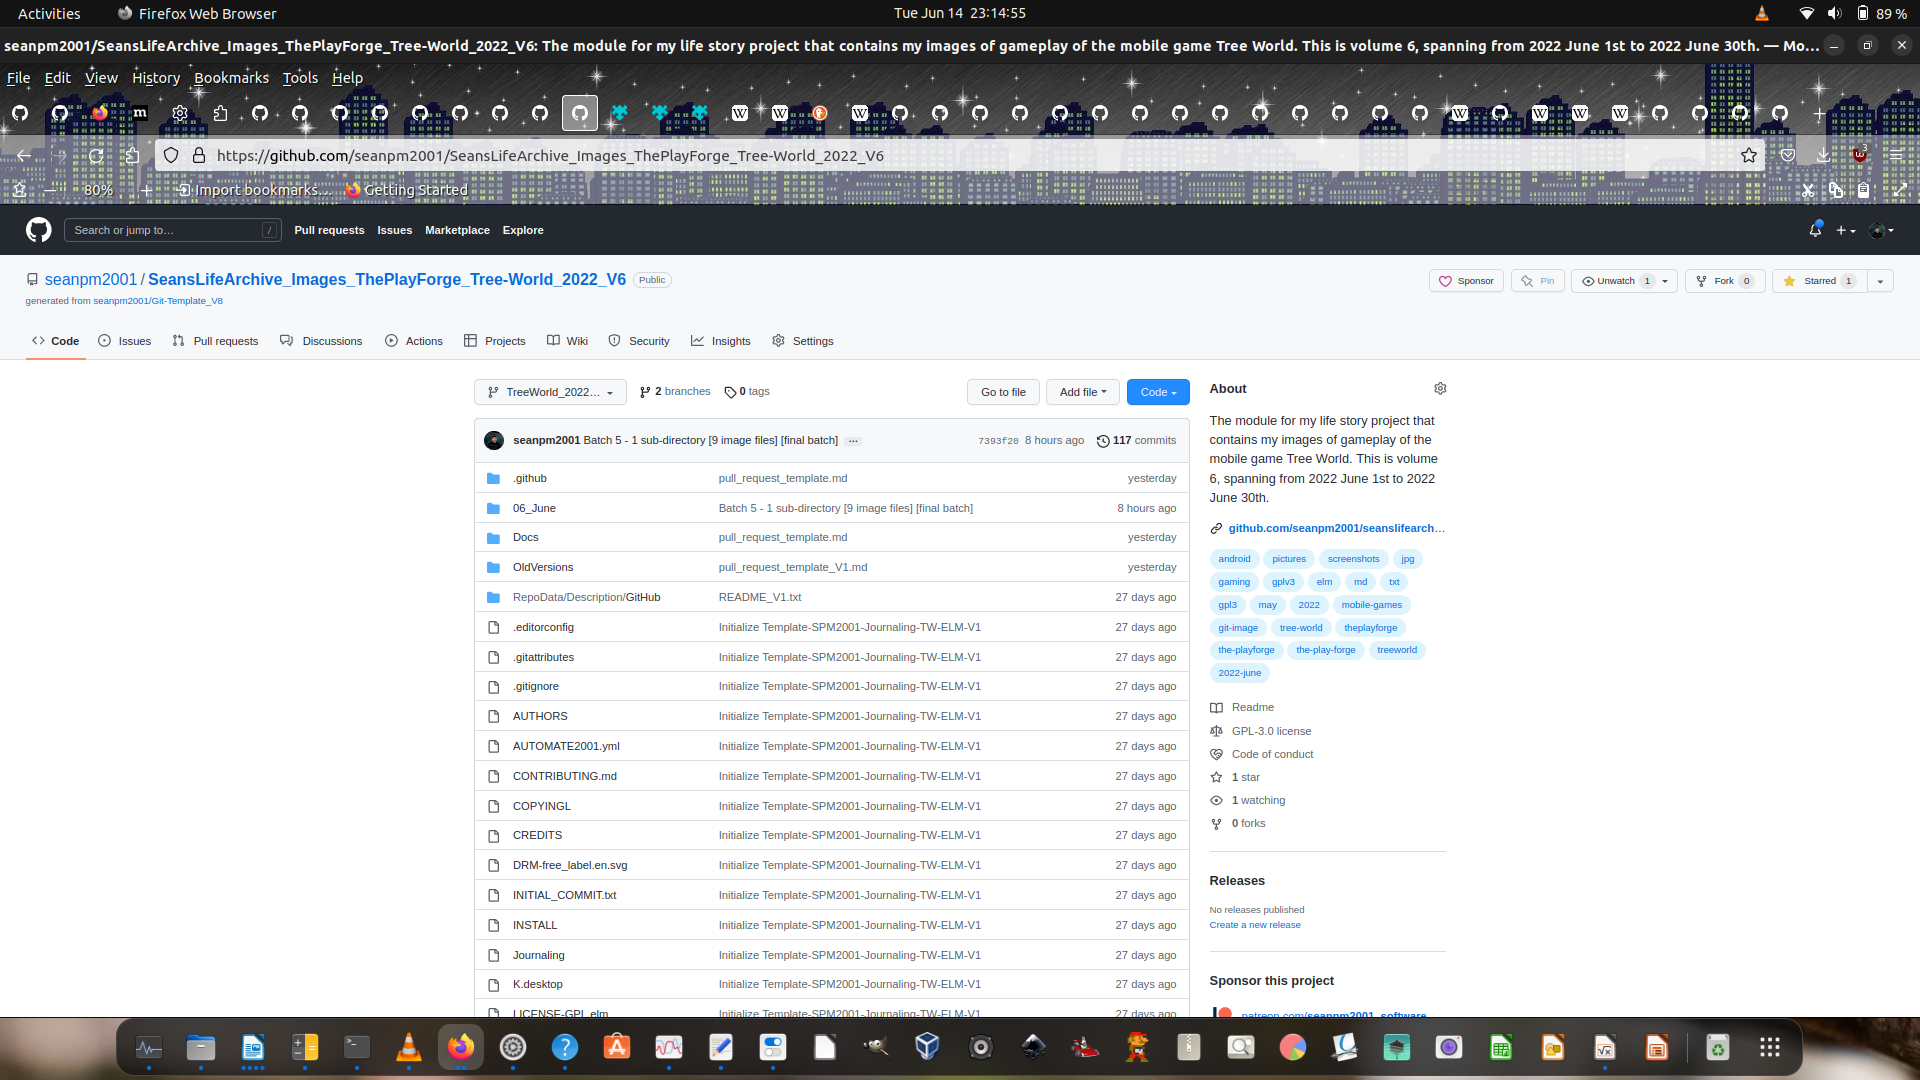 Activities
Firefox Web Browser
Tue Jun 14 23:14:55
89 %
seanpm2001/SeansLifeArchive_Images_ThePlayForge_Tree-World_2022_V6: The module for my life story project that contains my images of gameplay of the mobile game Tree World. This is volume 6, spanning from 2022 June 1st to 2022 June 30th. — Mo…
File Edit View History Bookmarks Tools Help
https://github.com/seanpm2001/SeansLifeArchive_Images_ThePlayForge_Tree-World_2022_V6
3
80%
Import bookmarks…
Getting Started
Search or jump to…
/
Pull requests Issues Marketplace Explore
seanpm2001 / SeansLifeArchive_Images_ThePlayForge_Tree-World_2022_V6 Public
Sponsor
Pin
Unwatch 1
Fork 0
Starred 1
generated from seanpm2001/Git-Template_V8
Code Issues Pull requests Discussions Actions Projects Wiki Security Insights Settings
TreeWorld_2022…
2 branches
0 tags
Go to file
Add file
Code
seanpm2001 Batch 5 - 1 sub-directory [9 image files] [final batch] …
7393f20 8 hours ago
117 commits
.github pull_request_template.md yesterday
06_June Batch 5 - 1 sub-directory [9 image files] [final batch] 8 hours ago
Docs pull_request_template.md yesterday
OldVersions pull_request_template_V1.md yesterday
RepoData/Description/GitHub README_V1.txt 27 days ago
.editorconfig Initialize Template-SPM2001-Journaling-TW-ELM-V1 27 days ago
.gitattributes Initialize Template-SPM2001-Journaling-TW-ELM-V1 27 days ago
.gitignore Initialize Template-SPM2001-Journaling-TW-ELM-V1 27 days ago
AUTHORS Initialize Template-SPM2001-Journaling-TW-ELM-V1 27 days ago
AUTOMATE2001.yml Initialize Template-SPM2001-Journaling-TW-ELM-V1 27 days ago
CONTRIBUTING.md Initialize Template-SPM2001-Journaling-TW-ELM-V1 27 days ago
COPYINGL Initialize Template-SPM2001-Journaling-TW-ELM-V1 27 days ago
CREDITS Initialize Template-SPM2001-Journaling-TW-ELM-V1 27 days ago
DRM-free_label.en.svg Initialize Template-SPM2001-Journaling-TW-ELM-V1 27 days ago
INITIAL_COMMIT.txt Initialize Template-SPM2001-Journaling-TW-ELM-V1 27 days ago
INSTALL Initialize Template-SPM2001-Journaling-TW-ELM-V1 27 days ago
Journaling Initialize Template-SPM2001-Journaling-TW-ELM-V1 27 days ago
K.desktop Initialize Template-SPM2001-Journaling-TW-ELM-V1 27 days ago
LICENSE-GPL.elm Initialize Template-SPM2001-Journaling-TW-ELM-V1 27 days ago
About
The module for my life story project that
contains my images of gameplay of the
mobile game Tree World. This is volume
6, spanning from 2022 June 1st to 2022
June 30th.
github.com/seanpm2001/seanslifearch…
android pictures screenshots jpg
gaming gplv3 elm md txt
gpl3 may 2022 mobile-games
git-image tree-world theplayforge
the-playforge the-play-forge treeworld
2022-june
Readme
GPL-3.0 license
Code of conduct
1 star
1 watching
0 forks
Releases
No releases published
Create a new release
Sponsor this project
patreon.com/seanpm2001_software